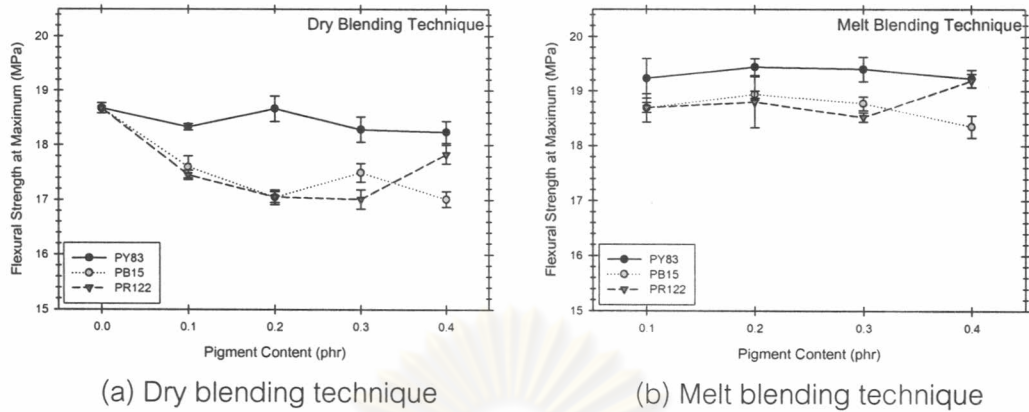 Dry Blending Technique
Flexural Strength at Maximum (MPa)
20
19
18
17
16
15
PY83
PB15
PR122
0.0 0.1 0.2 0.3 0.4
Pigment Content (phr)
(a) Dry blending technique
Melt Blending Technique
Flexural Strength at Maximum (MPa)
20
19
18
17
16
15
PY83
PB15
PR122
0.1 0.2 0.3 0.4
Pigment Content (phr)
(b) Melt blending technique